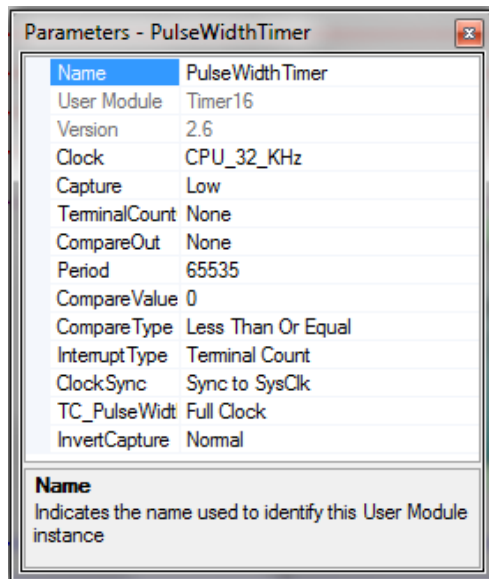 Parameters - PulseWidthTimer
Name PulseWidthTimer
User Module Timer16
Version 2.6
Clock CPU_32_KHz
Capture Low
TerminalCount None
CompareOut None
Period 65535
CompareValue 0
CompareType Less Than Or Equal
InterruptType Terminal Count
ClockSync Sync to SysClk
TC_PulseWidt Full Clock
InvertCapture Normal
Name
Indicates the name used to identify this User Module
instance